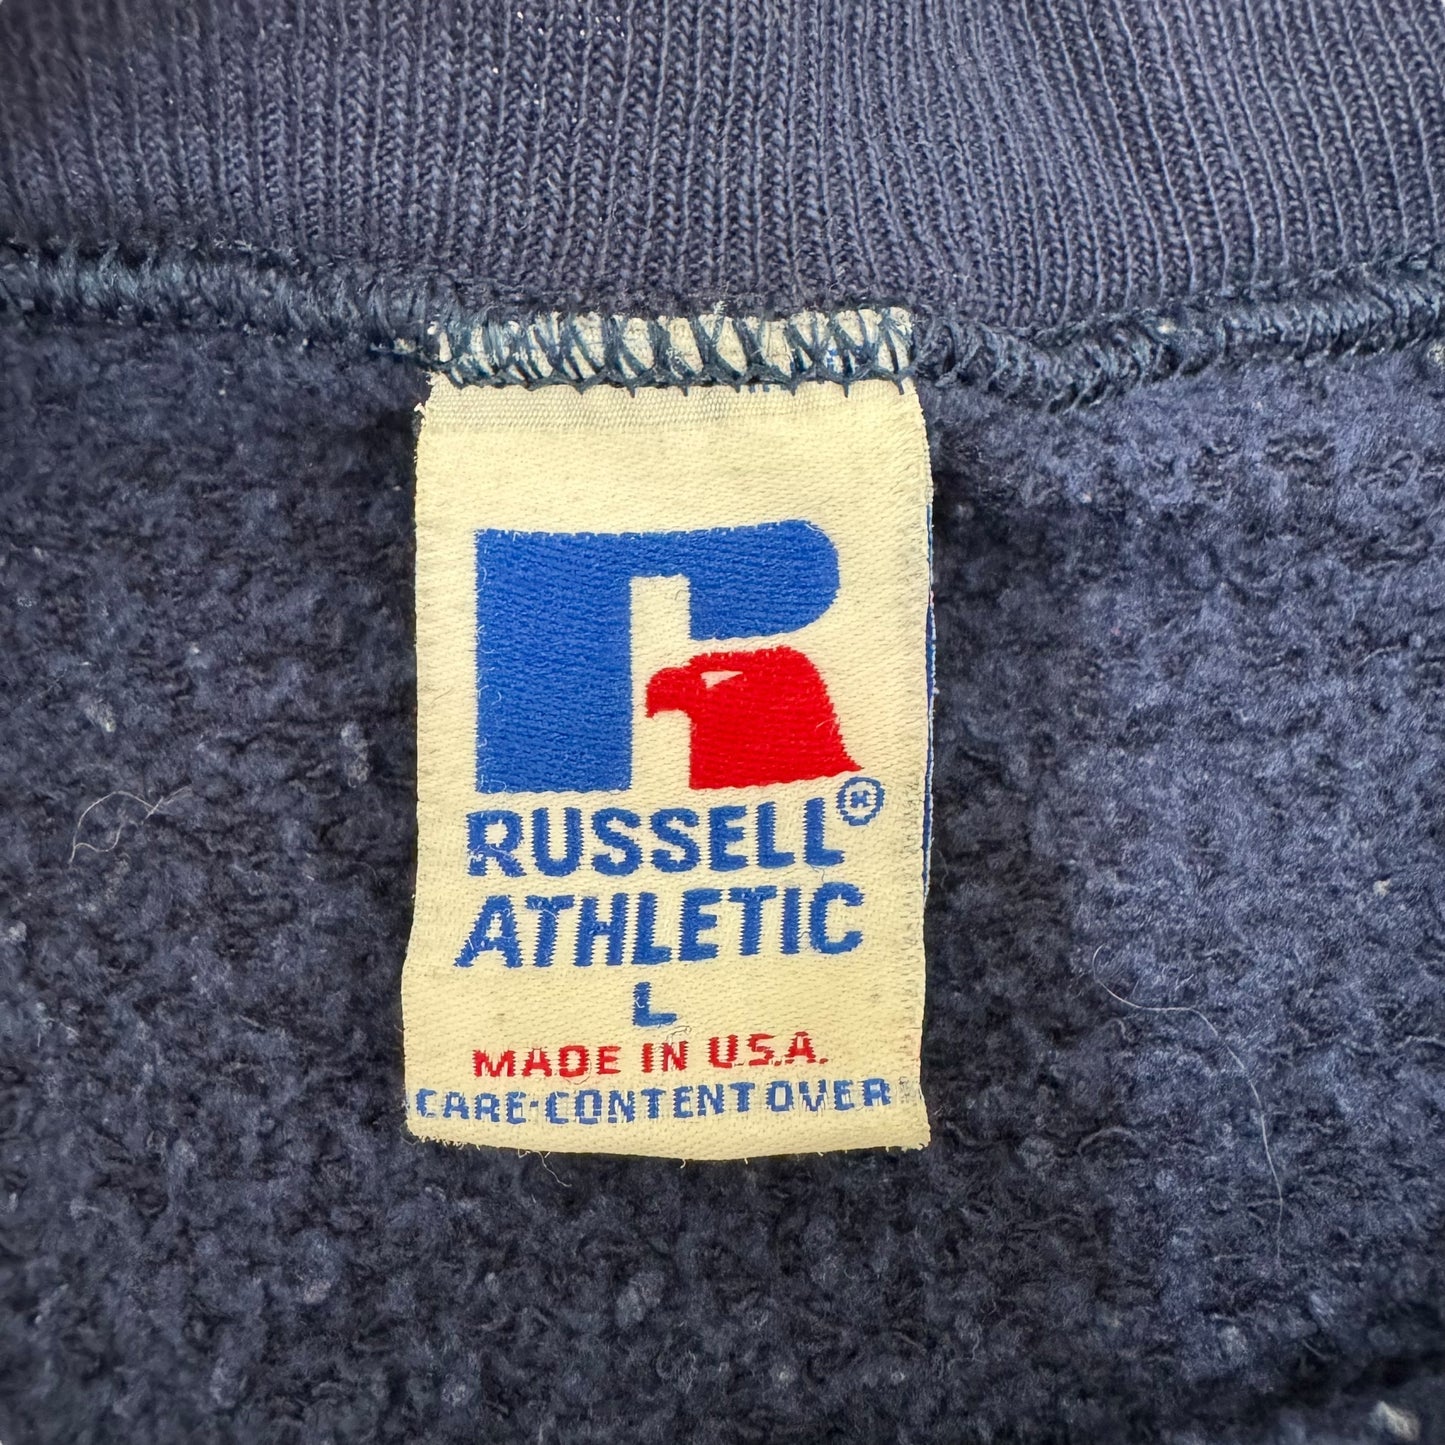 R
RUSSELL®
ATHLETIC
L
MADE IN U.S.A.
CARE·CONTENT OVER